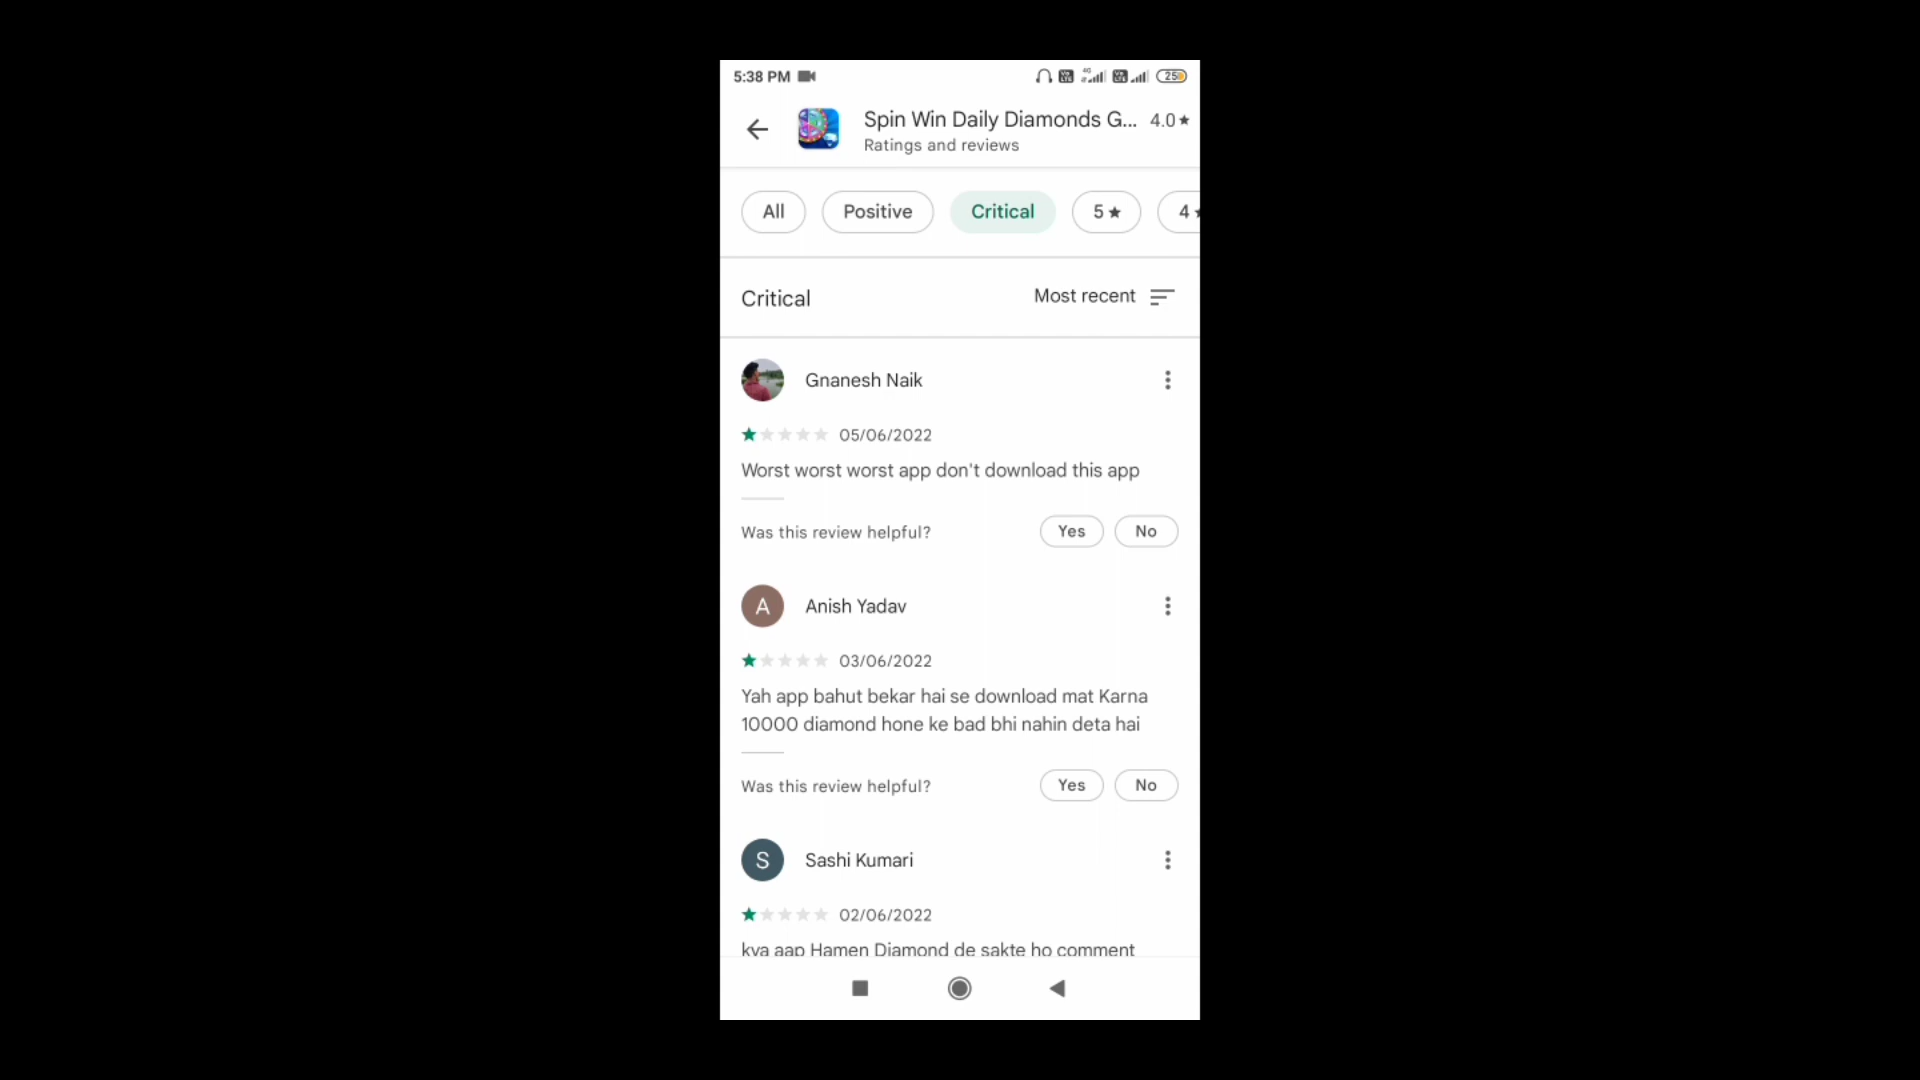 5:38 PM
25
Spin Win Daily Diamonds G... 4.0★
Ratings and reviews
All Positive Critical 5★ 4
Critical Most recent
Gnanesh Naik
05/06/2022
Worst worst worst app don't download this app
Was this review helpful? Yes No
A Anish Yadav
03/06/2022
Yah app bahut bekar hai se download mat Karna
10000 diamond hone ke bad bhi nahin deta hai
Was this review helpful? Yes No
S Sashi Kumari
02/06/2022
kya aap Hamen Diamond de sakte ho comment